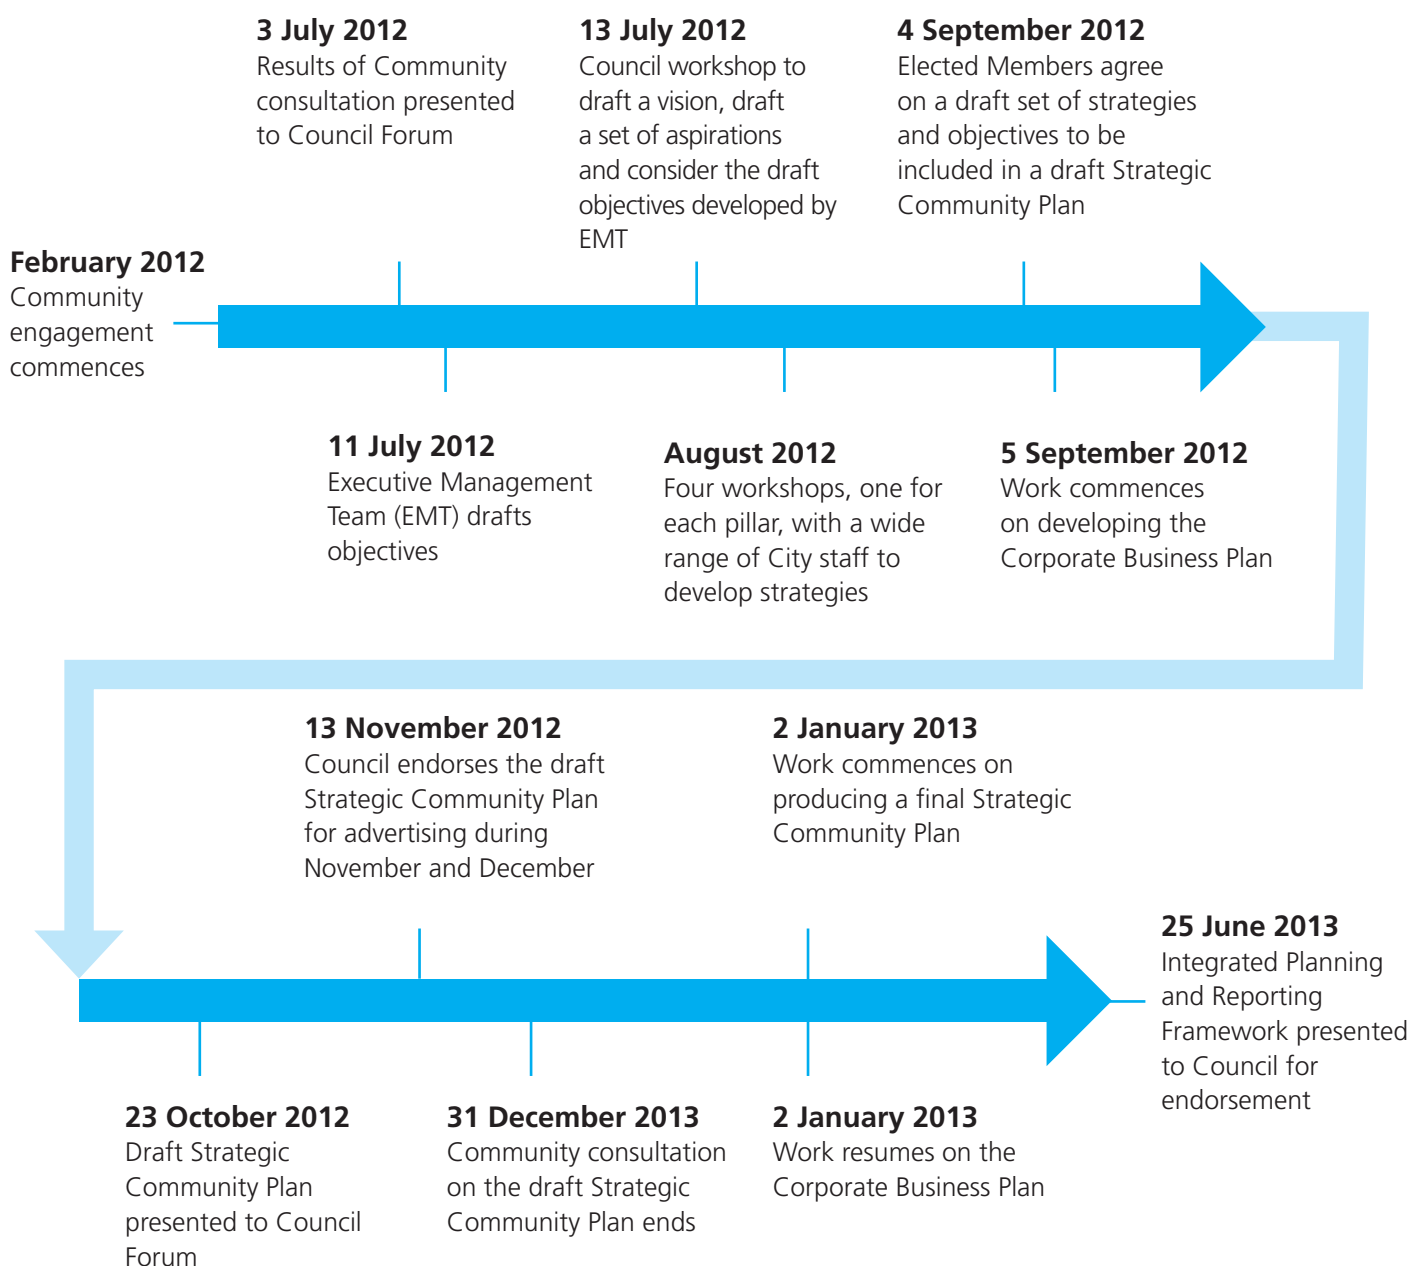 February 2012
Community
engagement
commences
3 July 2012
Results of Community
consultation presented
to Council Forum
11 July 2012
Executive Management
Team (EMT) drafts
objectives
13 July 2012
Council workshop to
draft a vision, draft
a set of aspirations
and consider the draft
objectives developed by
EMT
August 2012
Four workshops, one for
each pillar, with a wide
range of City staff to
develop strategies
4 September 2012
Elected Members agree
on a draft set of strategies
and objectives to be
included in a draft Strategic
Community Plan
5 September 2012
Work commences
on developing the
Corporate Business Plan
23 October 2012
Draft Strategic
Community Plan
presented to Council
Forum
13 November 2012
Council endorses the draft
Strategic Community Plan
for advertising during
November and December
31 December 2013
Community consultation
on the draft Strategic
Community Plan ends
2 January 2013
Work commences on
producing a final Strategic
Community Plan
2 January 2013
Work resumes on the
Corporate Business Plan
25 June 2013
Integrated Planning
and Reporting
Framework presented
to Council for
endorsement